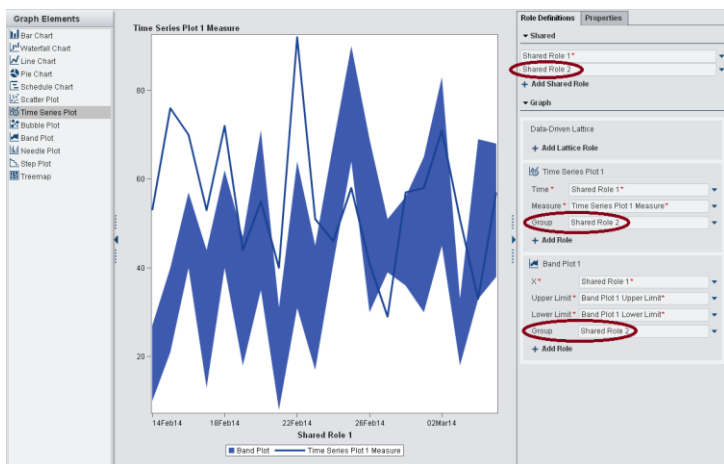 Graph Elements
Bar Chart
Waterfall Chart
Line Chart
Pie Chart
Schedule Chart
Scatter Plot
Time Series Plot
Bubble Plot
Band Plot
Needle Plot
Step Plot
Treemap
Time Series Plot 1 Measure
80
60
40
20
14Feb14 18Feb14 22Feb14 26Feb14 02Mar14
Shared Role 1
Band Plot Time Series Plot 1 Measure
Role Definitions Properties
Shared
Shared Role 1*
Shared Role 2
+ Add Shared Role
Graph
Data-Driven Lattice
+ Add Lattice Role
Time Series Plot 1
Time * Shared Role 1*
Measure * Time Series Plot 1 Measure*
Group Shared Role 2
+ Add Role
Band Plot 1
X* Shared Role 1*
Upper Limit* Band Plot 1 Upper Limit*
Lower Limit* Band Plot 1 Lower Limit*
Group Shared Role 2
+ Add Role